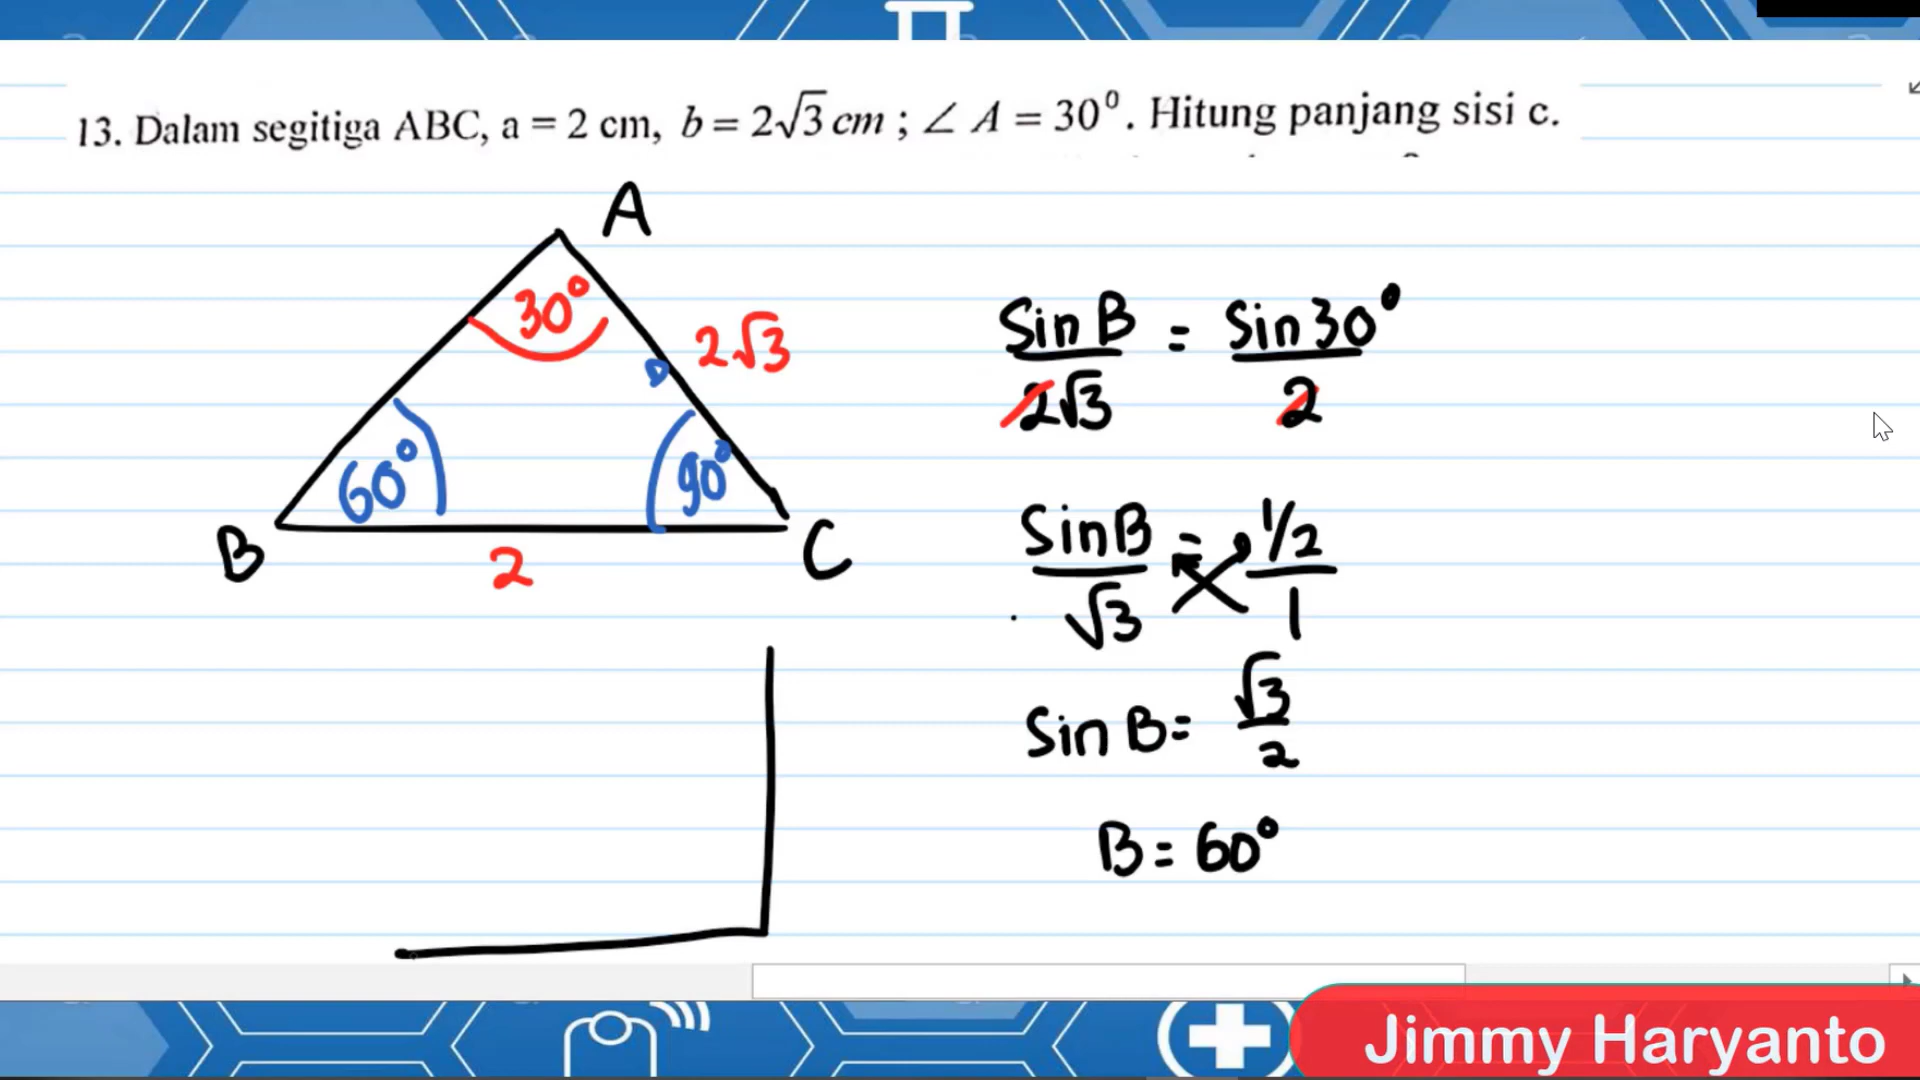 13. Dalam segitiga ABC, a = 2 cm, b = 2√3 cm ; ∠ A = 30⁰. Hitung panjang sisi c.
A
30°
2√3
60°
90°
B
2
C
Sin B / 2√3 = Sin 30° / 2
Sin B / √3 = 1/2 / 1
Sin B = √3 / 2
B = 60°
Jimmy Haryanto